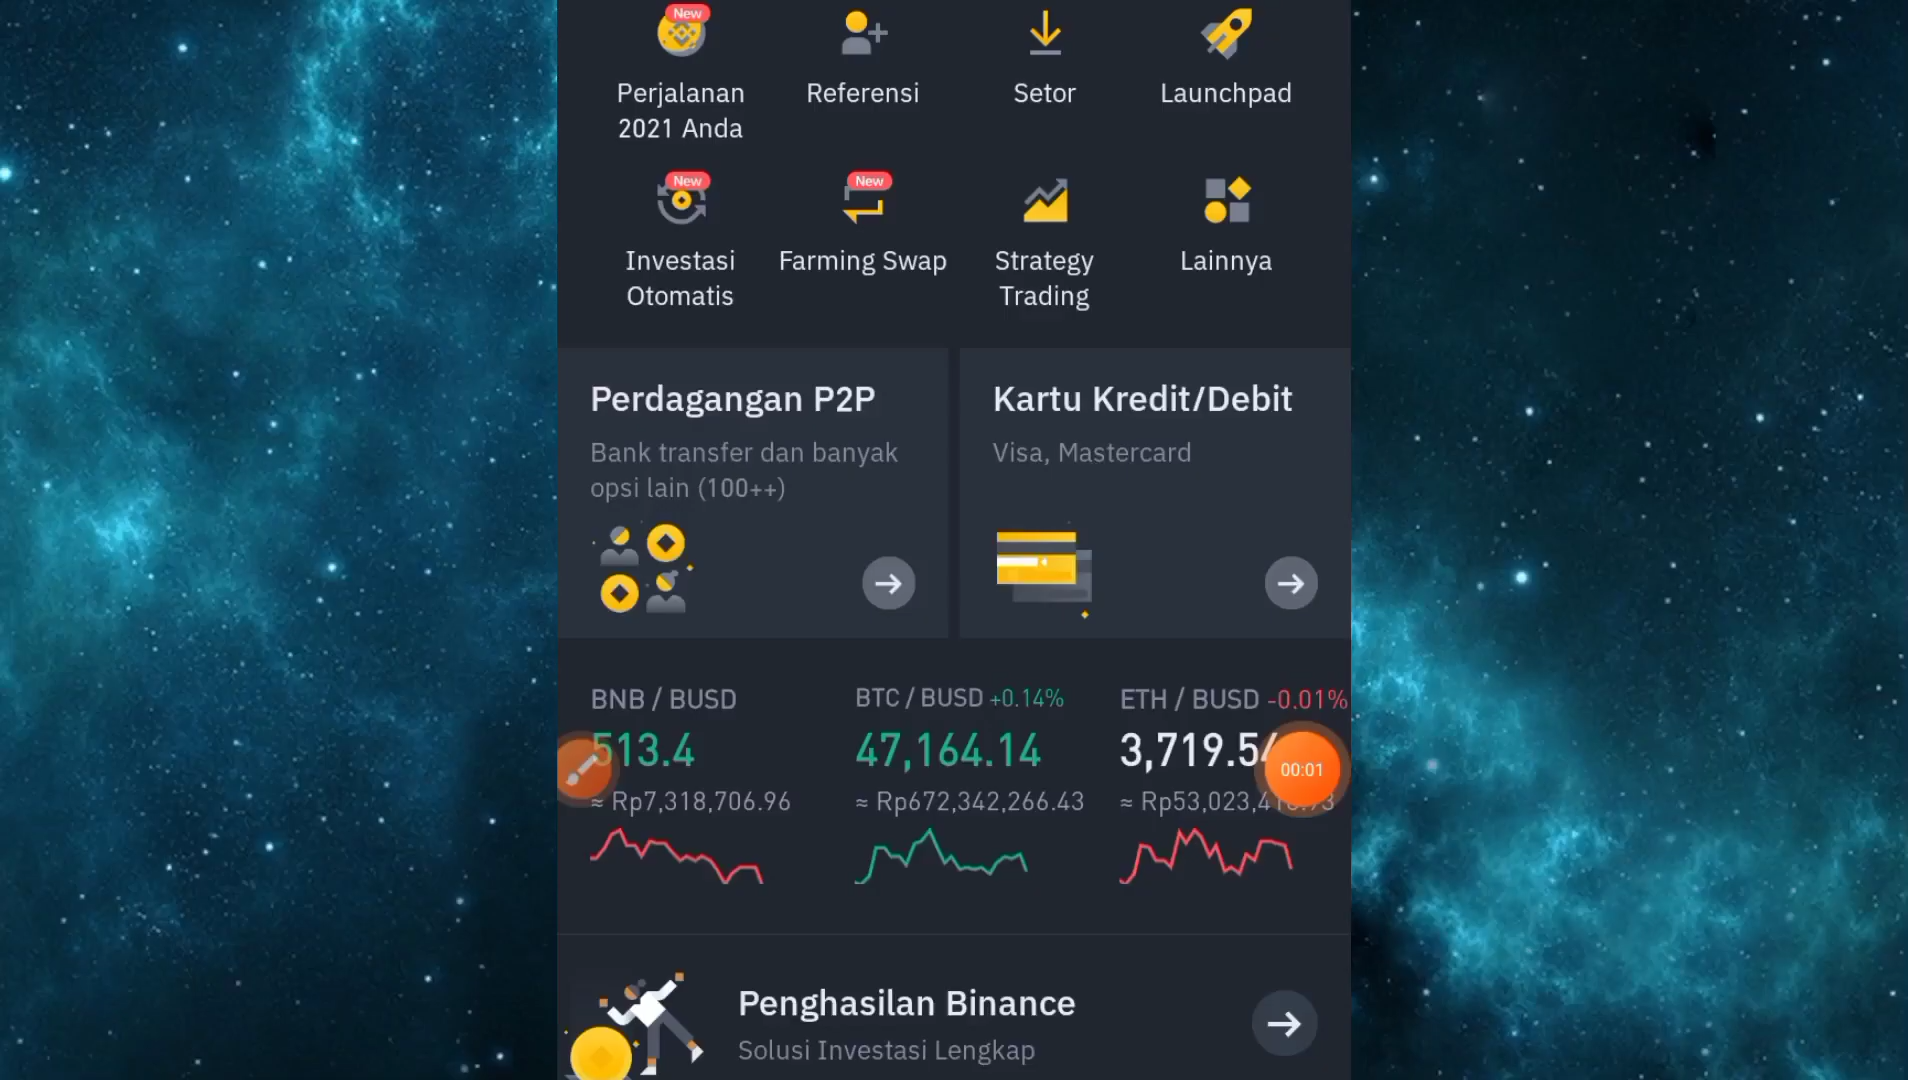 New
Perjalanan
2021 Anda
Referensi
Setor
Launchpad
New
Investasi
Otomatis
New
Farming Swap
Strategy
Trading
Lainnya
Perdagangan P2P
Bank transfer dan banyak
opsi lain (100++)
Kartu Kredit/Debit
Visa, Mastercard
BNB / BUSD
513.4
≈ Rp7,318,706.96
BTC / BUSD +0.14%
47,164.14
≈ Rp672,342,266.43
ETH / BUSD -0.01%
00:01
Penghasilan Binance
Solusi Investasi Lengkap